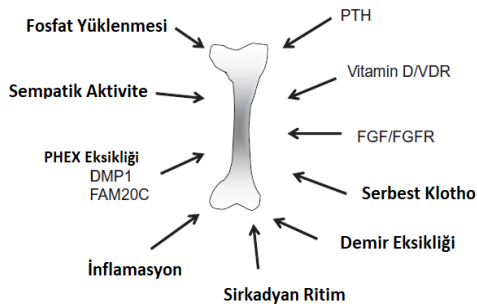 Fosfat Yüklenmesi
PTH
Sempatik Aktivite
Vitamin D/VDR
FGF/FGFR
PHEX Eksikliği
DMP1
FAM20C
Serbest Klotho
Demir Eksikliği
İnflamasyon
Sirkadyan Ritim